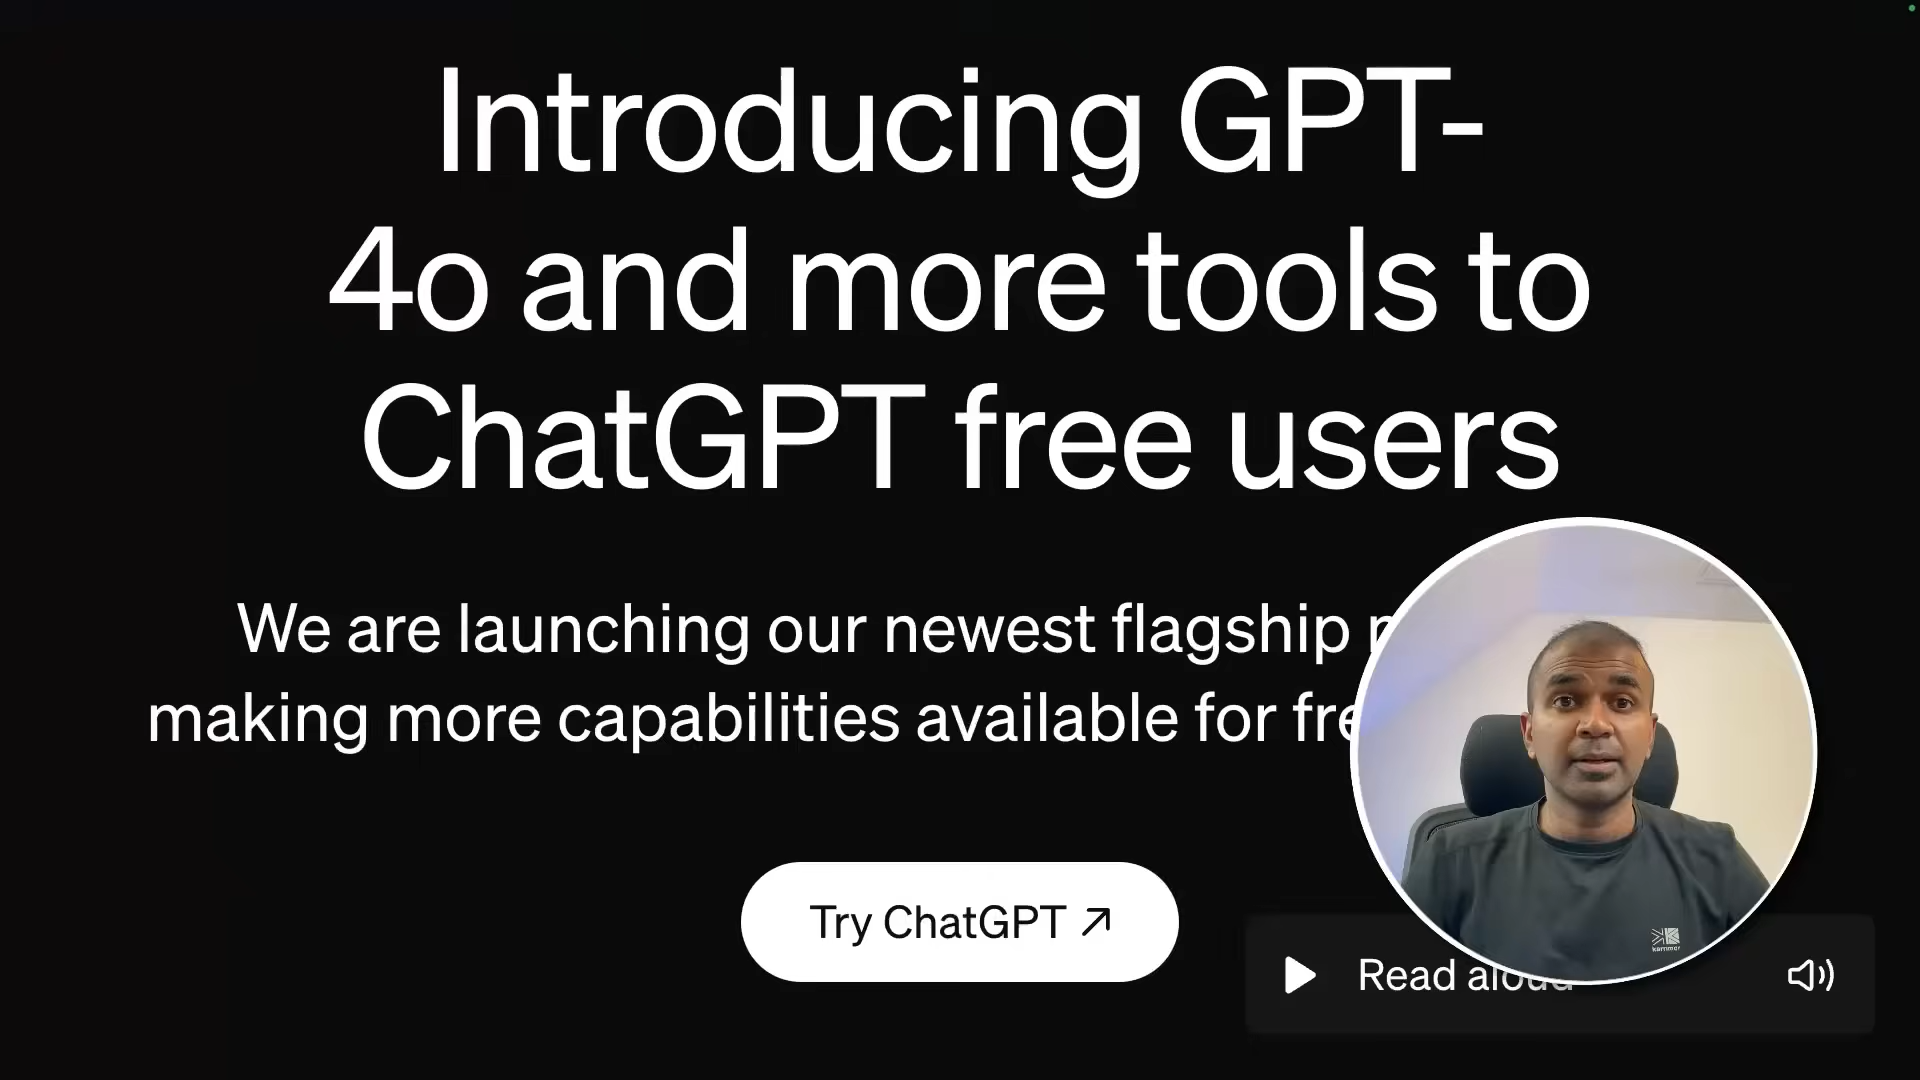 Introducing GPT-
4o and more tools to
ChatGPT free users
We are launching our newest flagship
making more capabilities available for
Try ChatGPT
Read aloud